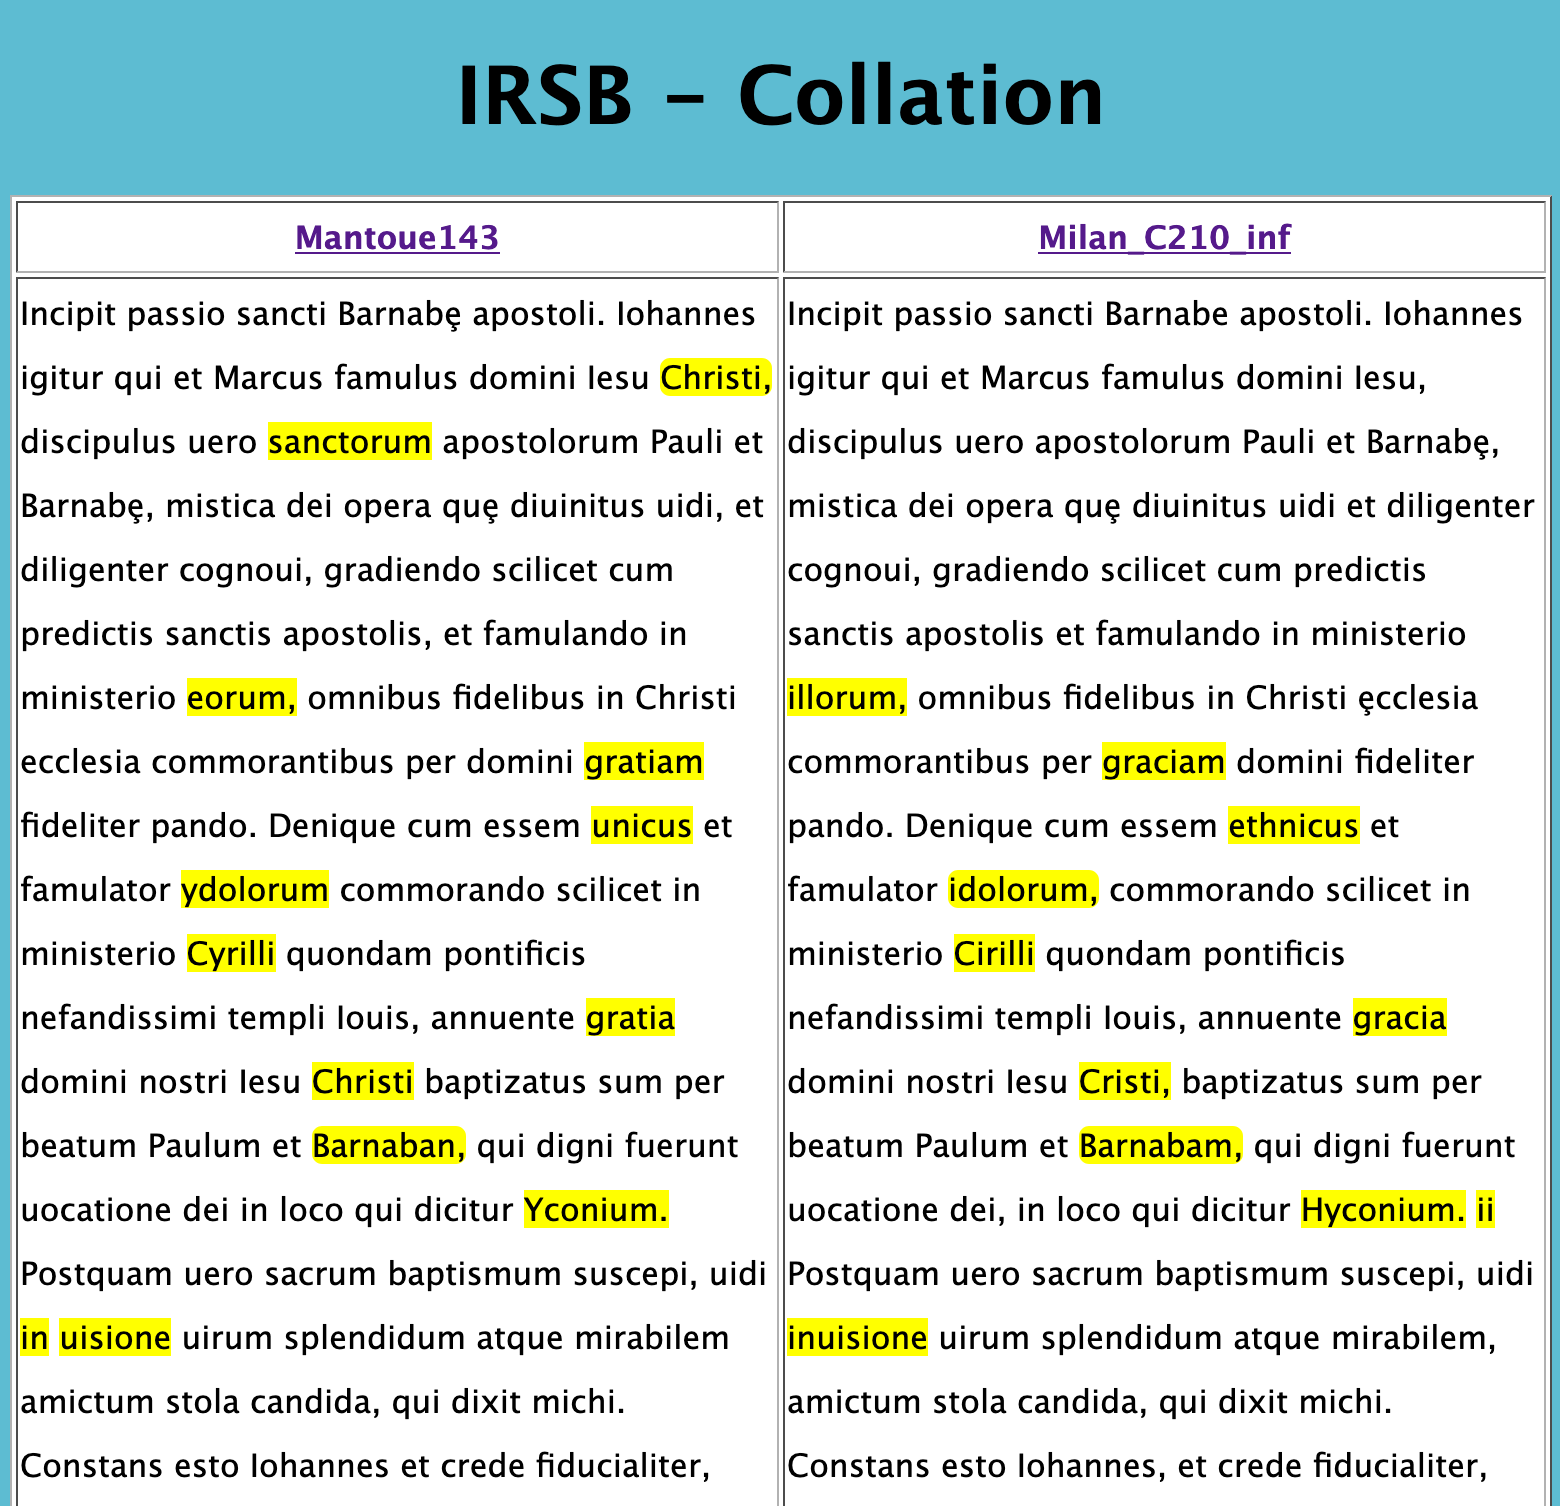 IRSB – Collation
Mantoue143
Incipit passio sancti Barnabę apostoli. Iohannes
igitur qui et Marcus famulus domini Iesu Christi,
discipulus uero sanctorum apostolorum Pauli et
Barnabę, mistica dei opera quę diuinitus uidi, et
diligenter cognoui, gradiendo scilicet cum
predictis sanctis apostolis, et famulando in
ministerio eorum, omnibus fidelibus in Christi
ecclesia commorantibus per domini gratiam
fideliter pando. Denique cum essem unicus et
famulator ydolorum commorando scilicet in
ministerio Cyrilli quondam pontificis
nefandissimi templi Iouis, annuente gratia
domini nostri Iesu Christi baptizatus sum per
beatum Paulum et Barnaban, qui digni fuerunt
uocatione dei in loco qui dicitur Yconium.
Postquam uero sacrum baptismum suscepi, uidi
in uisione uirum splendidum atque mirabilem
amictum stola candida, qui dixit michi.
Constans esto Iohannes et crede fiducialiter,
Milan_C210_inf
Incipit passio sancti Barnabe apostoli. Iohannes
igitur qui et Marcus famulus domini Iesu,
discipulus uero apostolorum Pauli et Barnabę,
mistica dei opera quę diuinitus uidi et diligenter
cognoui, gradiendo scilicet cum predictis
sanctis apostolis et famulando in ministerio
illorum, omnibus fidelibus in Christi ęcclesia
commorantibus per graciam domini fideliter
pando. Denique cum essem ethnicus et
famulator idolorum, commorando scilicet in
ministerio Cirilli quondam pontificis
nefandissimi templi Iouis, annuente gracia
domini nostri Iesu Cristi, baptizatus sum per
beatum Paulum et Barnabam, qui digni fuerunt
uocatione dei, in loco qui dicitur Hyconium. ii
Postquam uero sacrum baptismum suscepi, uidi
inuisione uirum splendidum atque mirabilem,
amictum stola candida, qui dixit michi.
Constans esto Iohannes, et crede fiducialiter,